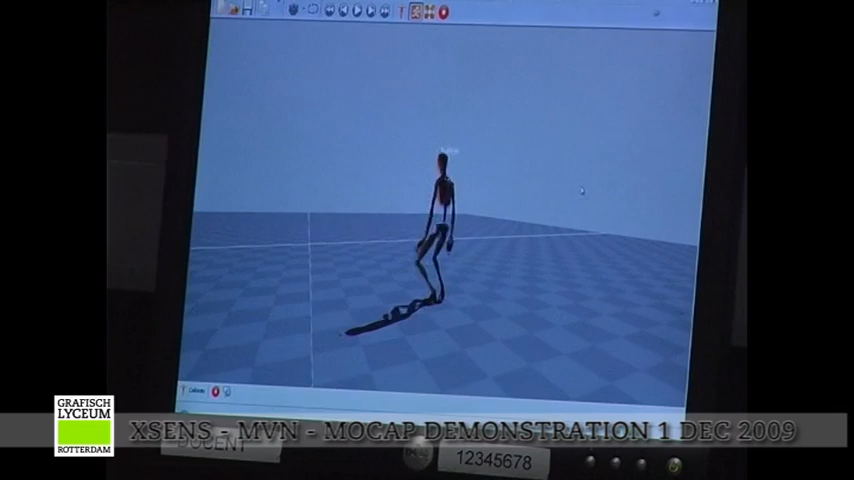 GRAFISCH
LYCEUM
ROTTERDAM
XSENS - MVN - MOCAP DEMONSTRATION 1 DEC 2009
DOCENT
12345678